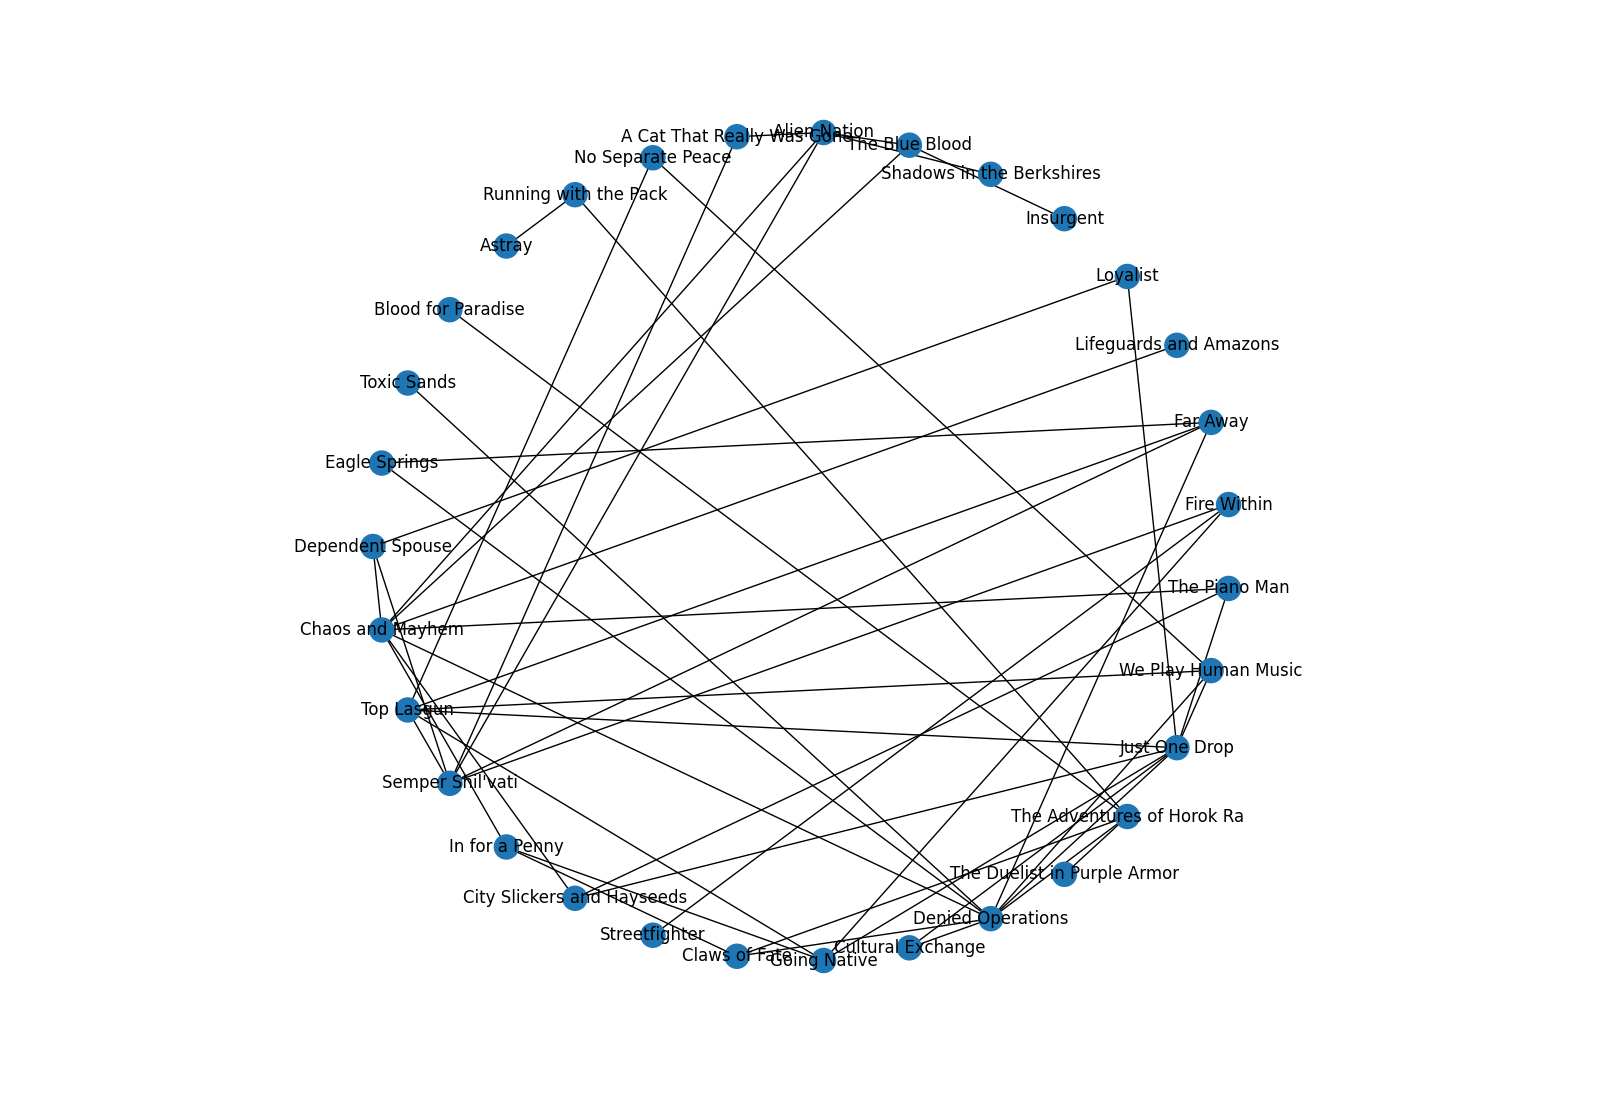 Alien Nation
A Cat That Really Was Gone
The Blue Blood
No Separate Peace
Shadows in the Berkshires
Running with the Pack
Insurgent
Astray
Loyalist
Blood for Paradise
Lifeguards and Amazons
Toxic Sands
Far Away
Eagle Springs
Fire Within
Dependent Spouse
The Piano Man
Chaos and Mayhem
We Play Human Music
Top Lasgun
Just One Drop
Semper Shil'vati
The Adventures of Horok Ra
In for a Penny
The Duelist in Purple Armor
City Slickers and Hayseeds
Denied Operations
Streetfighter
Cultural Exchange
Claws of Fate
Going Native